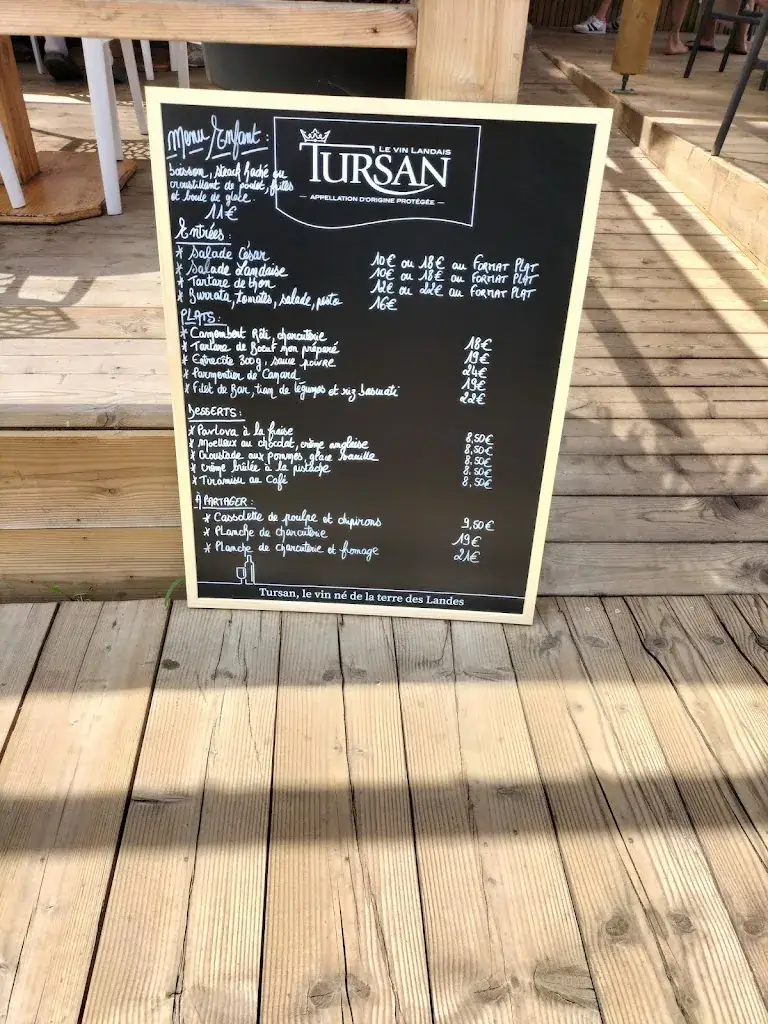 Menu Enfant :
boisson, steack haché ou
croustillant de poulet, frites
et boule de glace.
11€
LE VIN LANDAIS
TURSAN
— APPELLATION D'ORIGINE PROTÉGÉE —
Entrées :
* Salade César 10€ ou 18€ au FORMAT PLAT
* Salade Landaise 10€ ou 18€ au FORMAT PLAT
* Tartare de thon 12€ ou 22€ au FORMAT PLAT
* Burrata, tomates, salade, pesto 16€
PLATS :
* Camembert Rôti charcuterie 18€
* Tartare de Bœuf non préparé 19€
* Entrecôte 300g, sauce poivre 24€
* Parmentier de Canard 19€
* Filet de Bar, tian de légumes et riz basmati 22€
DESSERTS :
* Pavlova à la fraise 8,50€
* Moelleux au chocolat, crème anglaise 8,50€
* Croustade aux pommes, glace vanille 8,50€
* Crème brûlée à la pistache 8,50€
* Tiramisu au Café 8,50€
À PARTAGER :
* Cassolette de poulpe et chipirons 9,50€
* Planche de charcuterie 19€
* Planche de charcuterie et fromage 21€
Tursan, le vin né de la terre des Landes